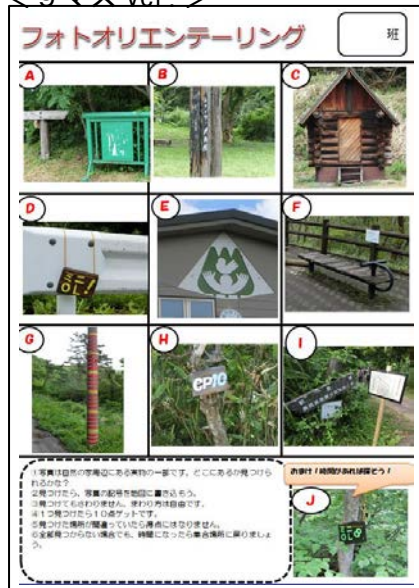 <9マス ver.>
フォトオリエンテーリング
班
A
B
C
D
E
F
G
H
CP10
I
①写真は自然の家周辺にある実物の一部です。どこにあるか見つけら
れるかな？
②見つけたら、写真の記号を地図に書き込もう。
③見つけてもさわりません。まわり方は自由です。
④1つ見つけたら10点ゲットです。
⑤見つけた場所が間違っていたら得点にはなりません。
⑥全部見つからない場合でも、時間になったら集合場所に戻りましょ
う。
おまけ！時間があれば探そう！
J